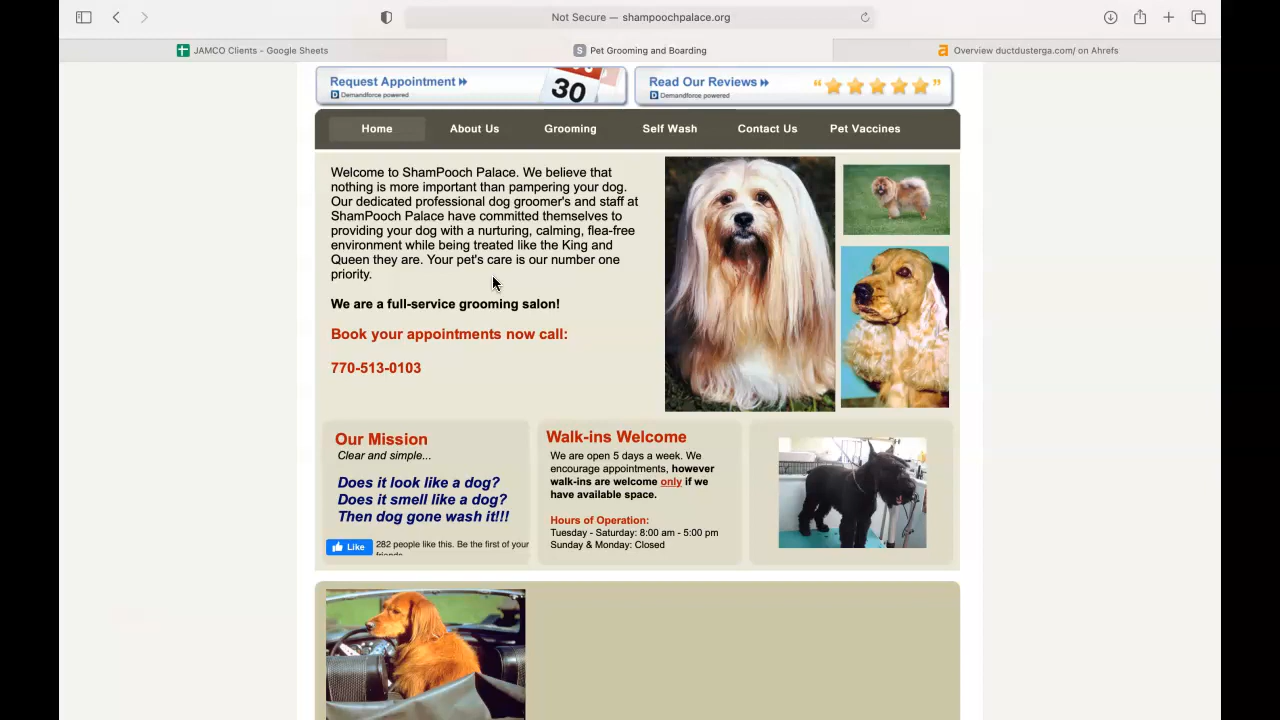 Not Secure — shampoochpalace.org
JAMCO Clients – Google Sheets
S Pet Grooming and Boarding
Overview ductdusterga.com/ on Ahrefs
Request Appointment
Demandforce powered
30
Read Our Reviews
Demandforce powered
Home About Us Grooming Self Wash Contact Us Pet Vaccines
Welcome to ShamPooch Palace. We believe that
nothing is more important than pampering your dog.
Our dedicated professional dog groomer's and staff at
ShamPooch Palace have committed themselves to
providing your dog with a nurturing, calming, flea-free
environment while being treated like the King and
Queen they are. Your pet's care is our number one
priority.
We are a full-service grooming salon!
Book your appointments now call:
770-513-0103
Our Mission
Clear and simple...
Does it look like a dog?
Does it smell like a dog?
Then dog gone wash it!!!
Like 282 people like this. Be the first of your
friends.
Walk-ins Welcome
We are open 5 days a week. We
encourage appointments, however
walk-ins are welcome only if we
have available space.
Hours of Operation:
Tuesday - Saturday: 8:00 am - 5:00 pm
Sunday & Monday: Closed